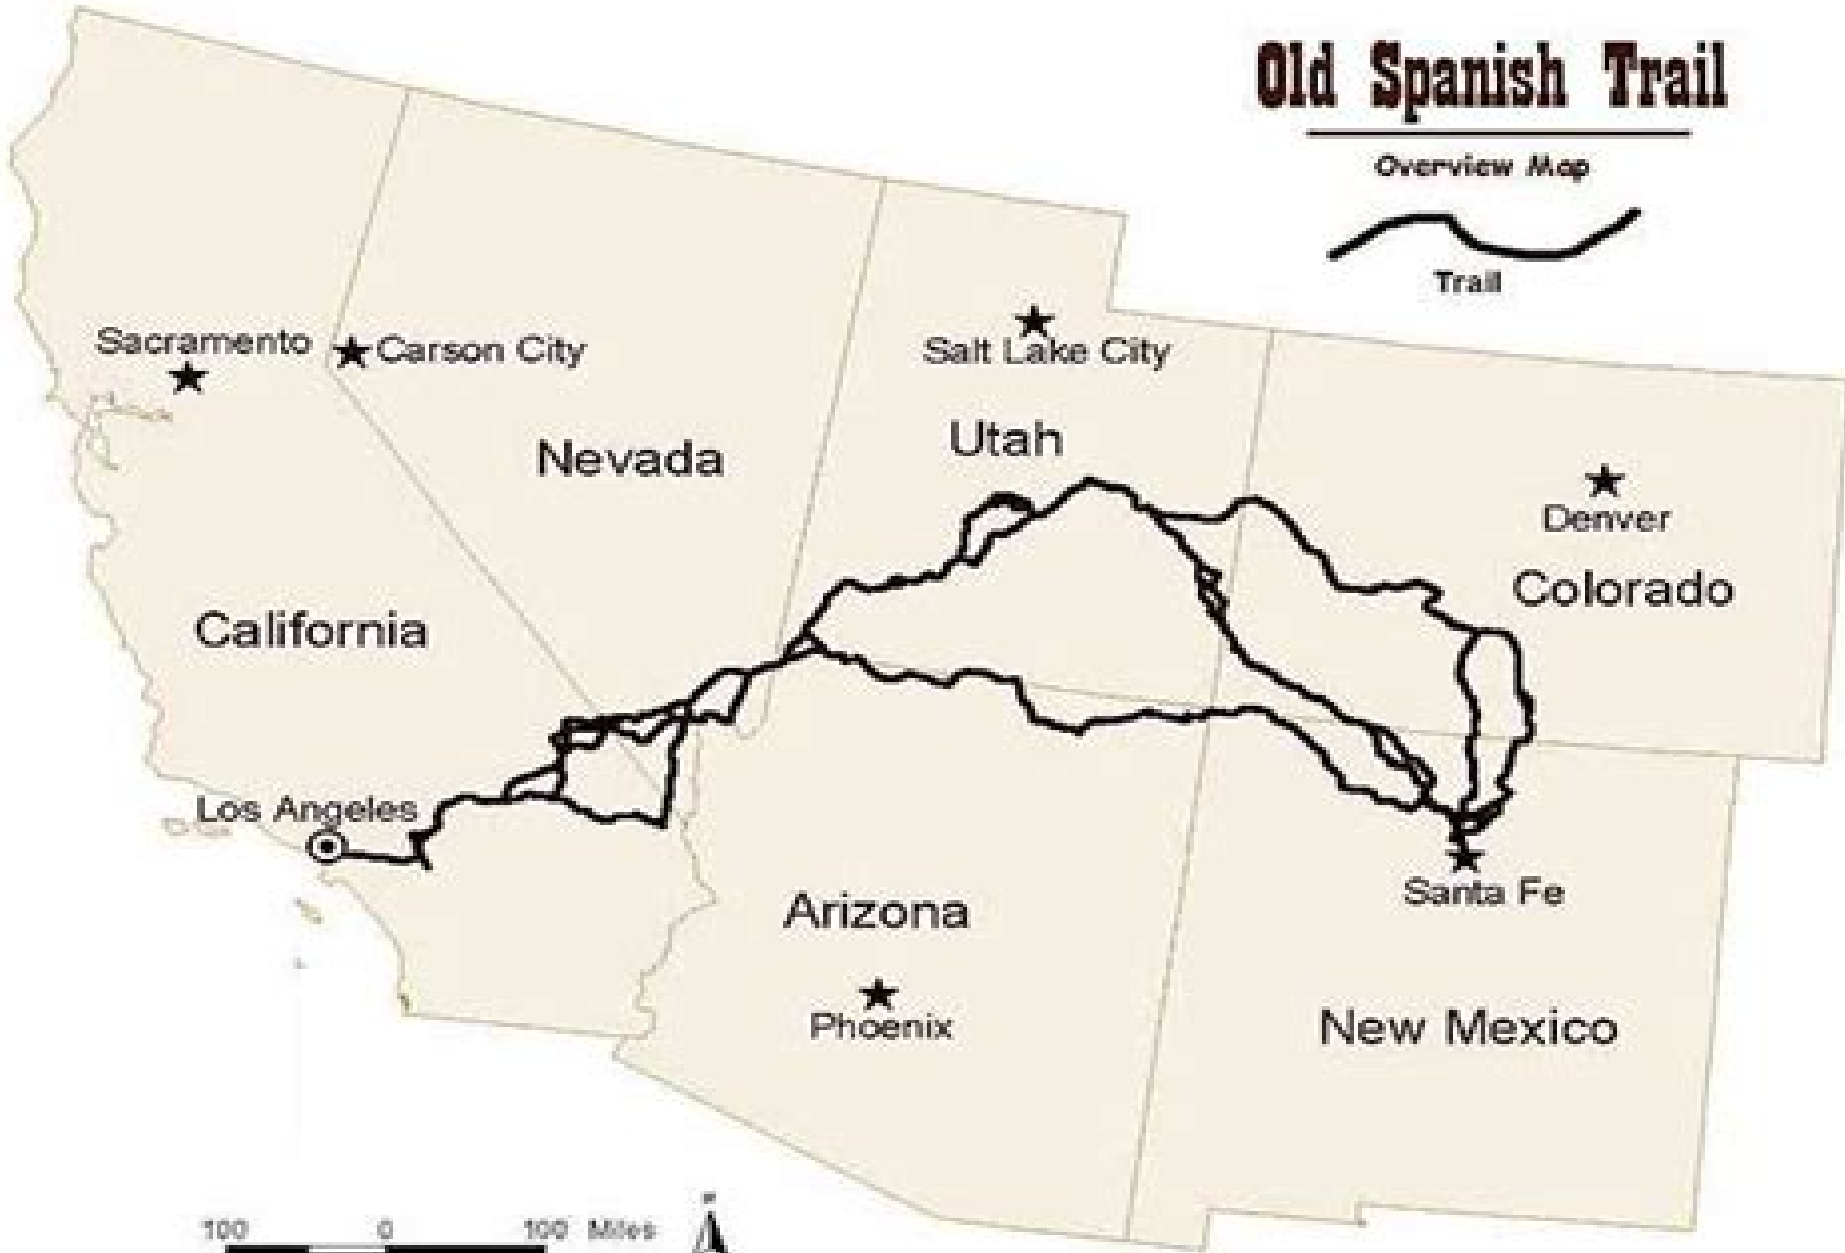 Old Spanish Trail
Overview Map
Trail
Sacramento
Carson City
Salt Lake City
Utah
Nevada
Denver
Colorado
California
Los Angeles
Santa Fe
Arizona
Phoenix
New Mexico
100 0 100 Miles